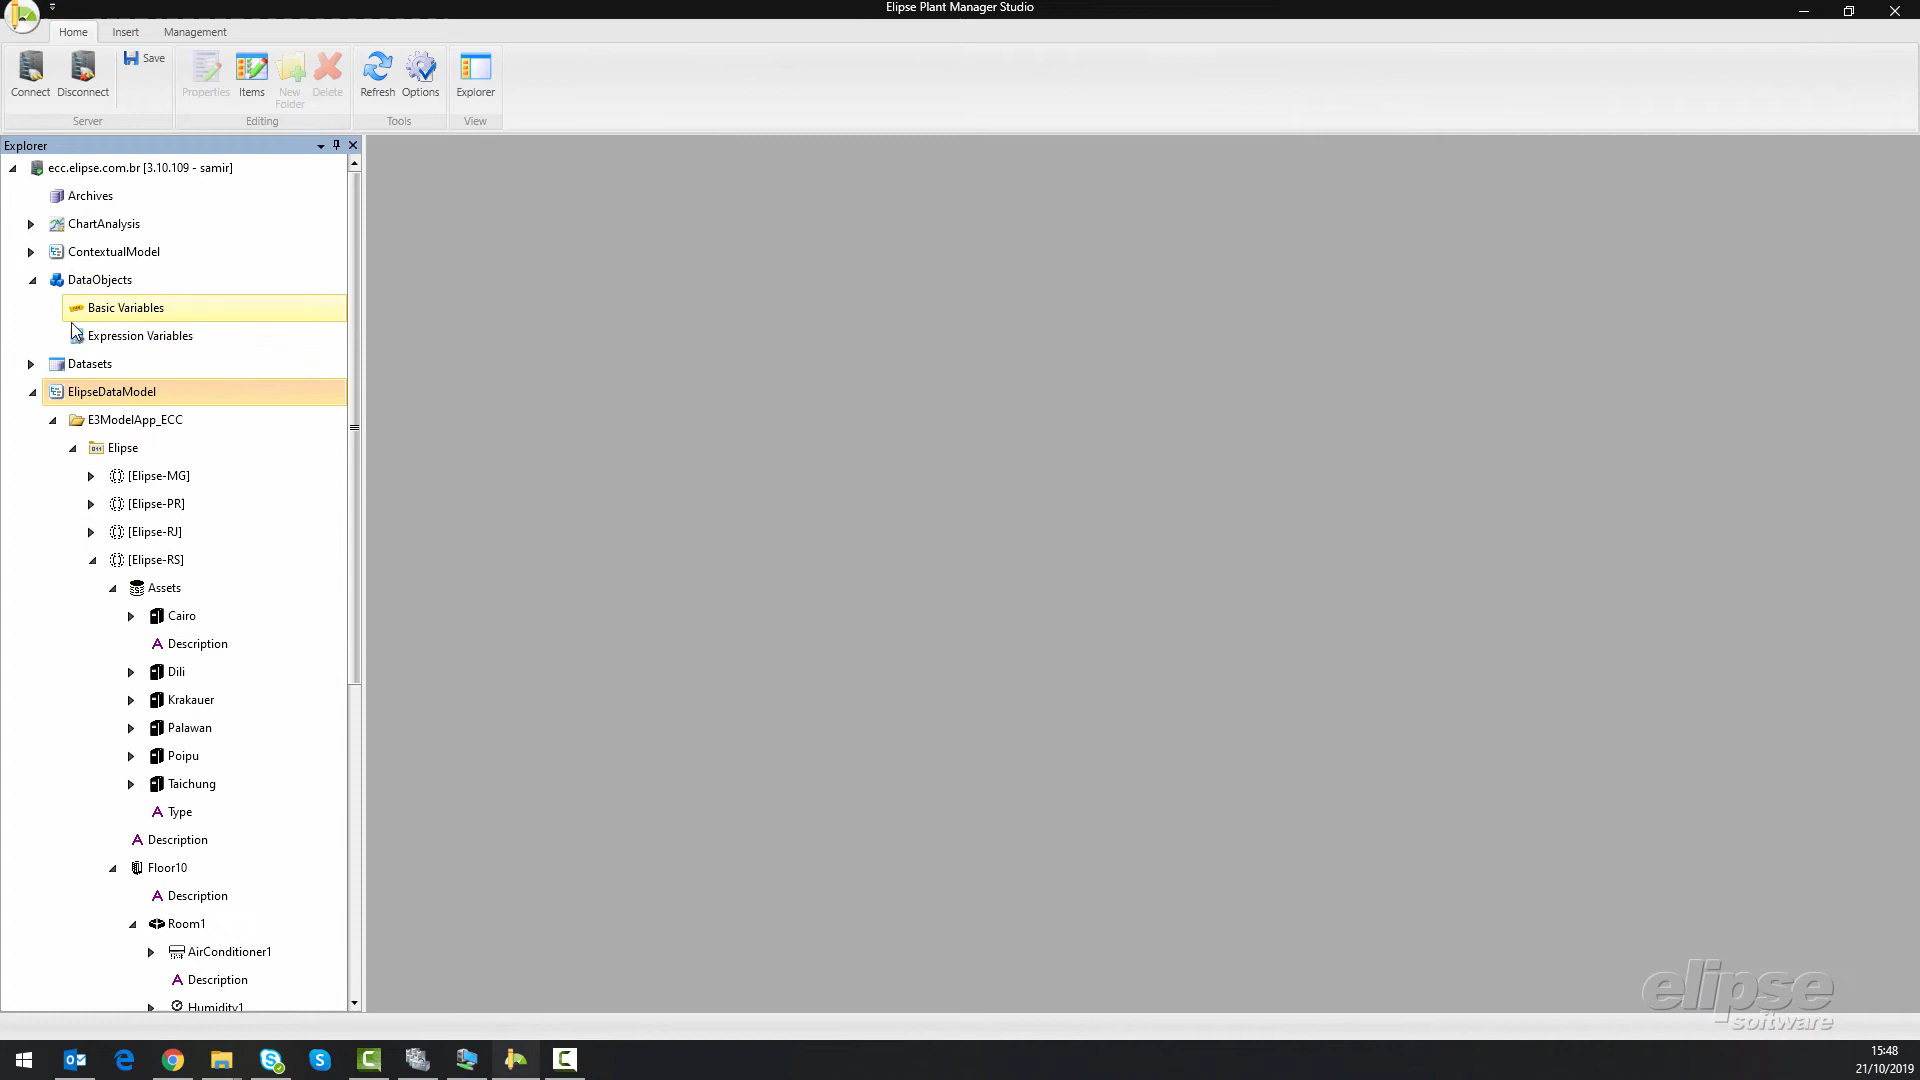 Elipse Plant Manager Studio
Home Insert Management
Connect Disconnect Save Properties Items New Folder Delete Refresh Options Explorer
Server Editing Tools View
Explorer
ecc.elipse.com.br [3.10.109 - samir]
Archives
ChartAnalysis
ContextualModel
DataObjects
Basic Variables
Expression Variables
Datasets
ElipseDataModel
E3ModelApp_ECC
Elipse
[Elipse-MG]
[Elipse-PR]
[Elipse-RJ]
[Elipse-RS]
Assets
Cairo
A Description
Dili
Krakauer
Palawan
Poipu
Taichung
A Type
A Description
Floor10
A Description
Room1
AirConditioner1
A Description
Humidity1
elipse
software
15:48
21/10/2019